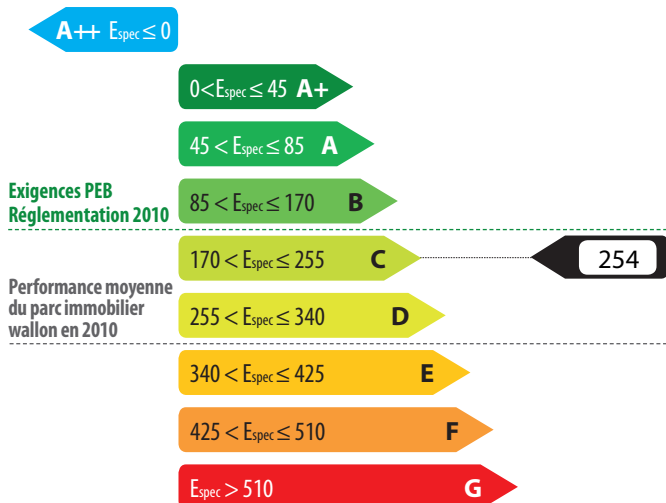 A++ Espec ≤ 0
0<Espec ≤ 45 A+
45 < Espec ≤ 85 A
Exigences PEB
Réglementation 2010
85 < Espec ≤ 170 B
170 < Espec ≤ 255 C
254
Performance moyenne
du parc immobilier
wallon en 2010
255 < Espec ≤ 340 D
340 < Espec ≤ 425 E
425 < Espec ≤ 510 F
Espec > 510 G